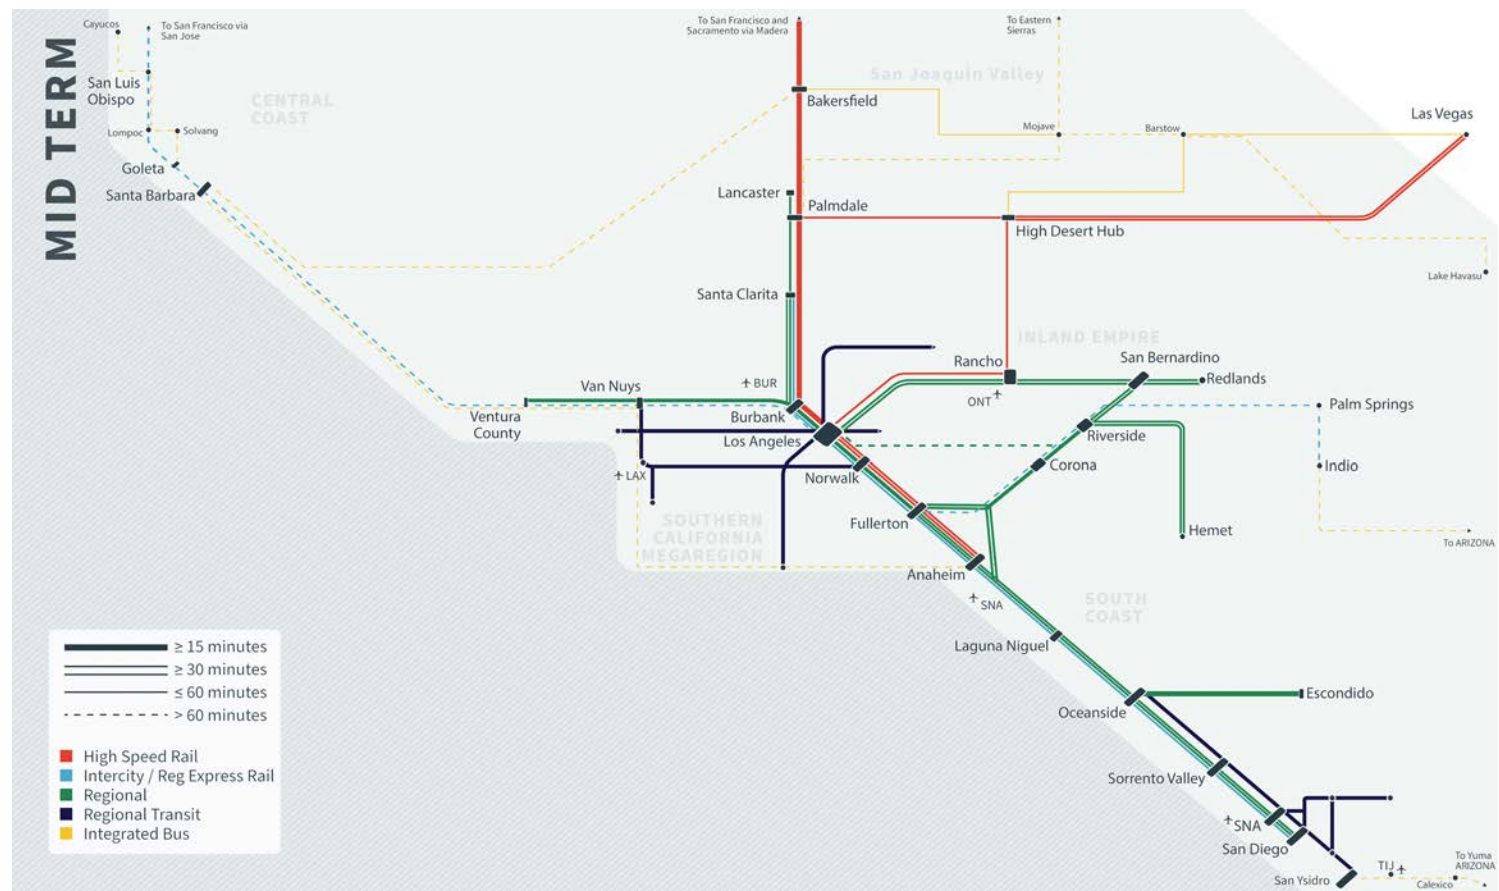 MID TERM
Cayucos
To San Francisco via
San Jose
San Luis
Obispo
CENTRAL
COAST
Lompoc
Solvang
Goleta
Santa Barbara
To San Francisco and
Sacramento via Madera
To Eastern
Sierras
San Joaquin Valley
Bakersfield
Mojave
Barstow
Las Vegas
Lancaster
Palmdale
High Desert Hub
Lake Havasu
Santa Clarita
INLAND EMPIRE
Rancho
San Bernardino
Redlands
Van Nuys
BUR
ONT
Ventura
County
Burbank
Los Angeles
Palm Springs
Riverside
Corona
Indio
LAX
Norwalk
Fullerton
SOUTHERN
CALIFORNIA
MEGAREGION
Hemet
To ARIZONA
Anaheim
SNA
SOUTH
COAST
Laguna Niguel
Escondido
Oceanside
Sorrento Valley
SNA
San Diego
San Ysidro
TIJ
To Yuma
ARIZONA
Calexico
≥ 15 minutes
≥ 30 minutes
≤ 60 minutes
> 60 minutes
High Speed Rail
Intercity / Reg Express Rail
Regional
Regional Transit
Integrated Bus